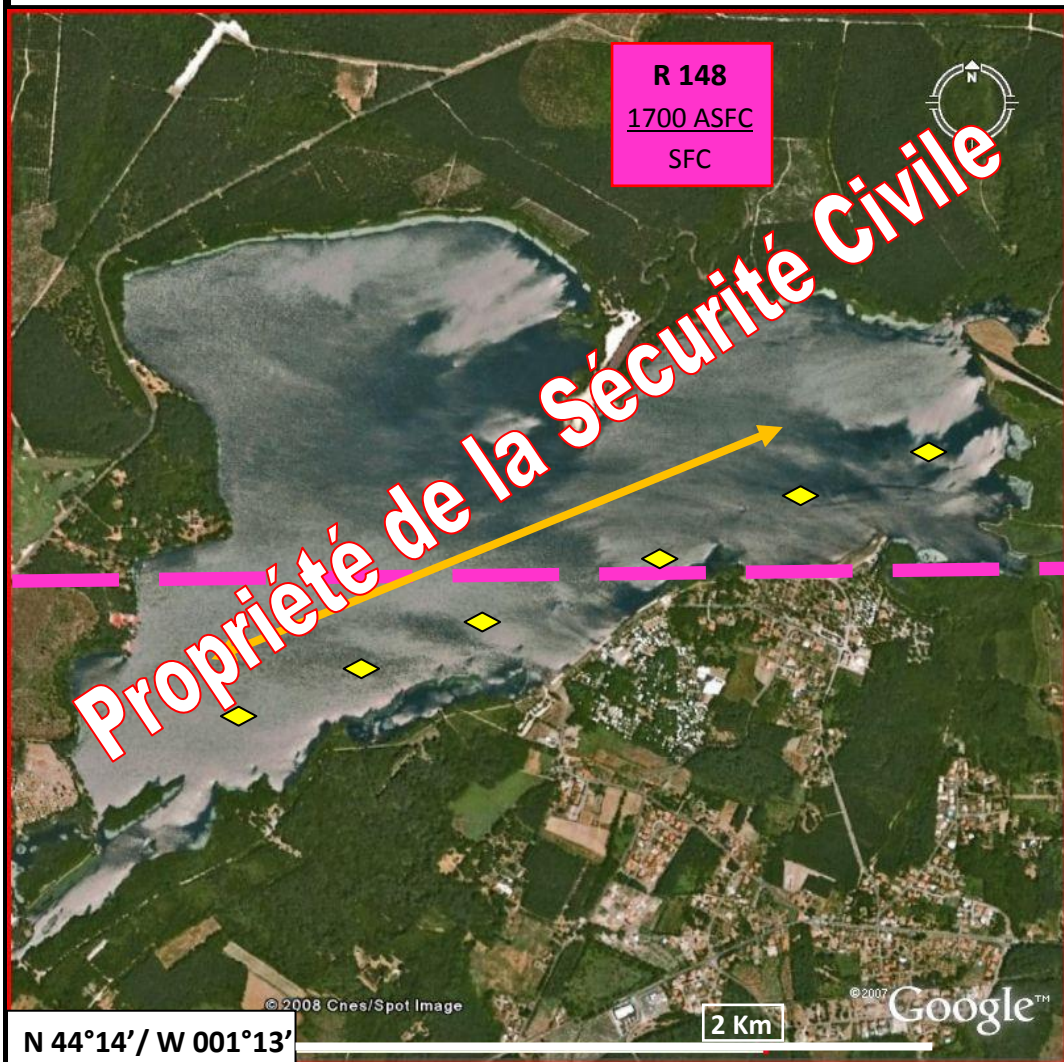 R 148
1700 ASFC
SFC
N
Propriété de la Sécurité Civile
© 2008 Cnes/Spot Image
© 2007 Google™
2 Km
N 44°14’/ W 001°13’